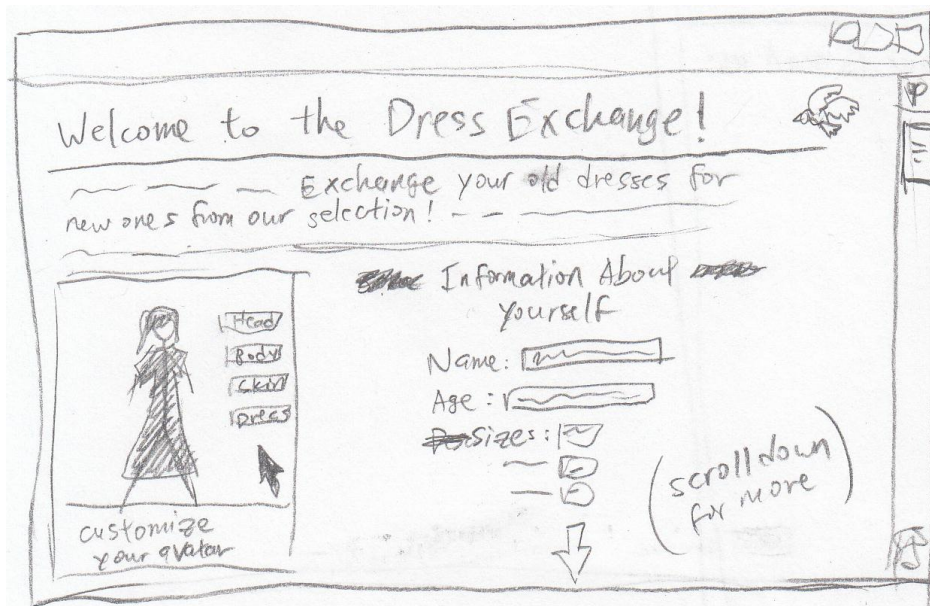 Welcome to the Dress Exchange!
Exchange your old dresses for
new ones from our selection!
Information About
yourself
Head
Body
Skin
Dress
Name:
Age:
Sizes:
customize
your avatar
(scroll down
for more)